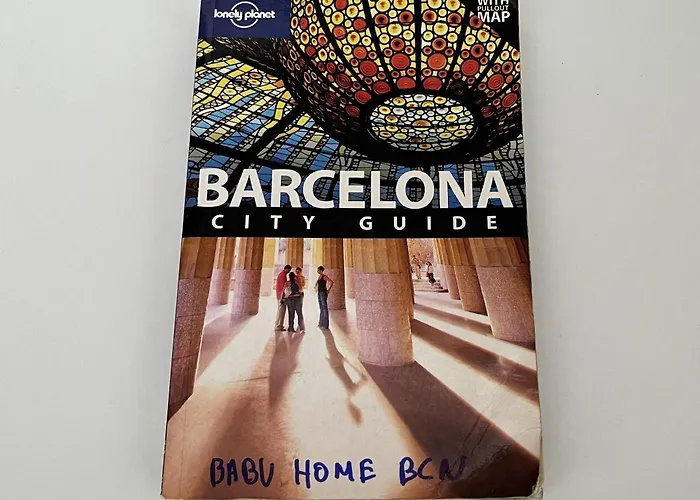 lonely planet
WITH
PULLOUT
MAP
BARCELONA
CITY GUIDE
BABU HOME BCN